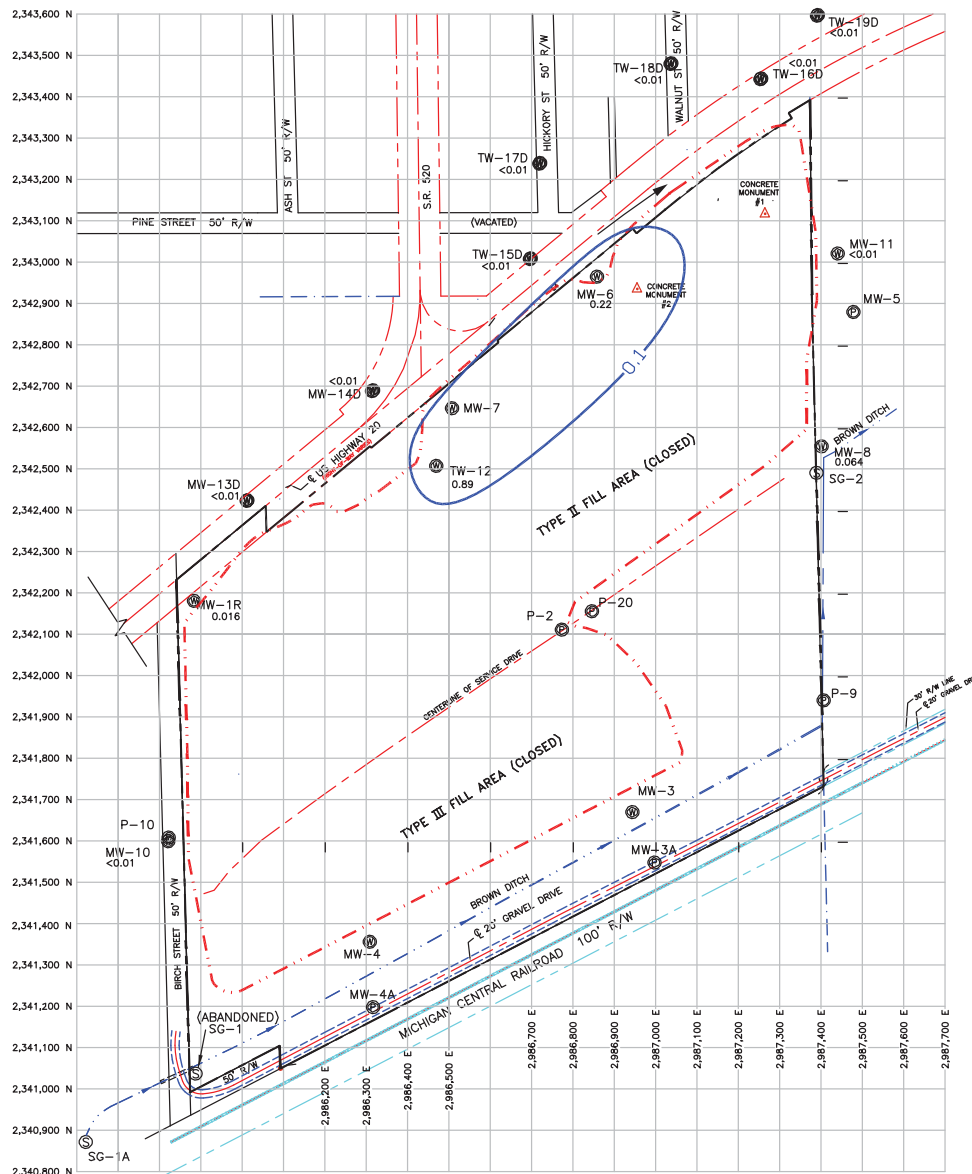 2,343,600 N
TW-19D
<0.01
2,343,500 N
<0.01
TW-16D
TW-18D
<0.01
WALNUT ST 50' R/W
HICKORY ST 50' R/W
ASH ST 50' R/W
S.R. 520
2,343,400 N
2,343,300 N
TW-17D
<0.01
2,343,200 N
CONCRETE
MONUMENT
#1
2,343,100 N
PINE STREET 50' R/W
(VACATED)
2,343,000 N
TW-15D
<0.01
MW-11
<0.01
2,342,900 N
MW-6
0.22
CONCRETE
MONUMENT
#2
MW-5
2,342,800 N
0.1
2,342,700 N
<0.01
MW-14D
MW-7
2,342,600 N
℄ US HIGHWAY 20
BROWN DITCH
MW-8
0.064
2,342,500 N
TW-12
0.89
SG-2
MW-13D
<0.01
TYPE II FILL AREA (CLOSED)
2,342,400 N
2,342,300 N
2,342,200 N
MW-1R
0.016
P-20
P-2
2,342,100 N
2,342,000 N
CENTERLINE OF SERVICE DRIVE
P-9
30' R/W LINE
℄ 20' GRAVEL DR
2,341,900 N
2,341,800 N
TYPE III FILL AREA (CLOSED)
2,341,700 N
MW-3
P-10
MW-10
<0.01
2,341,600 N
MW-3A
2,341,500 N
BROWN DITCH
℄ 20' GRAVEL DRIVE
BIRCH STREET 50' R/W
2,341,400 N
MW-4
MICHIGAN CENTRAL RAILROAD 100' R/W
2,341,300 N
MW-4A
2,341,200 N
(ABANDONED)
SG-1
2,341,100 N
50' R/W
2,341,000 N
2,986,200 E
2,986,300 E
2,986,400 E
2,986,500 E
2,986,700 E
2,986,800 E
2,986,900 E
2,987,000 E
2,987,100 E
2,987,200 E
2,987,300 E
2,987,400 E
2,987,500 E
2,987,600 E
2,987,700 E
2,340,900 N
SG-1A
2,340,800 N